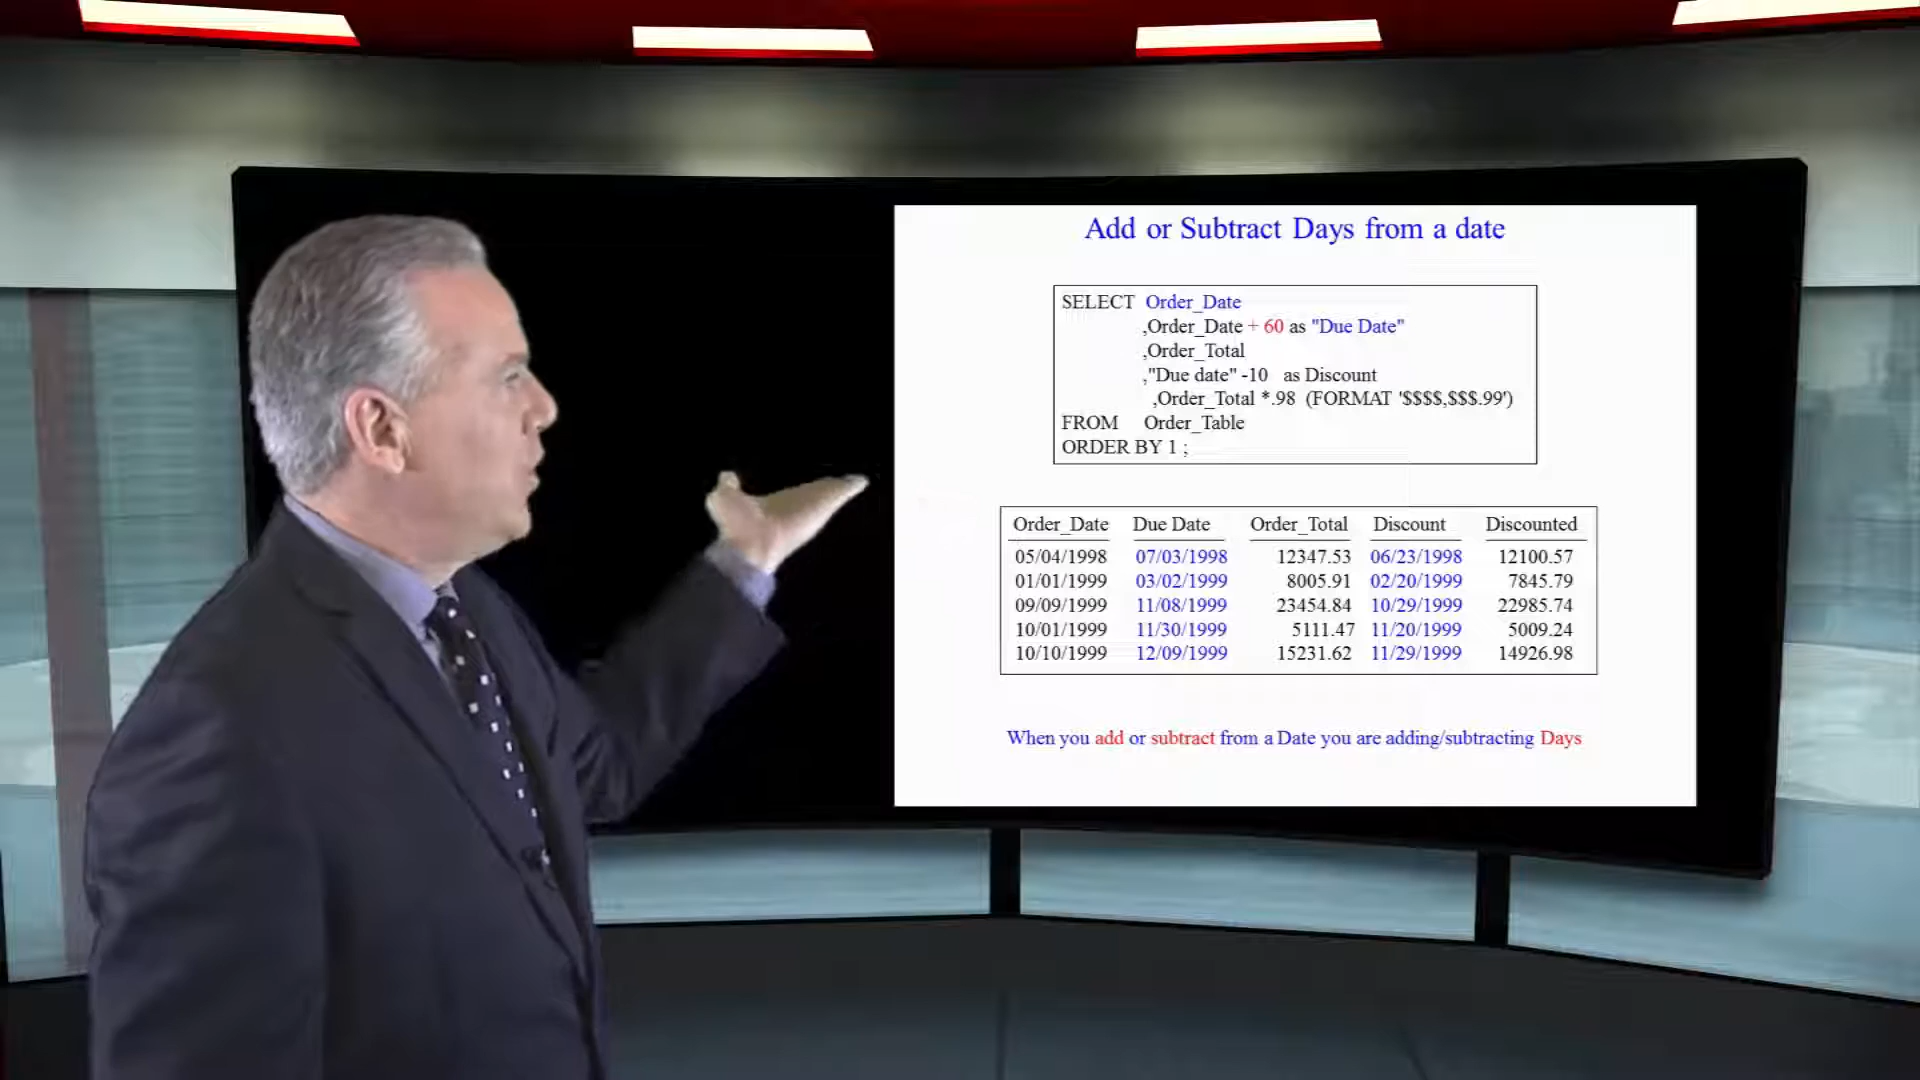 Add or Subtract Days from a date
SELECT Order_Date
,Order_Date + 60 as "Due Date"
,Order_Total
,"Due date" -10 as Discount
,Order_Total *.98 (FORMAT '$$$$,$$$.99')
FROM Order_Table
ORDER BY 1 ;
Order_Date Due Date Order_Total Discount Discounted
05/04/1998 07/03/1998 12347.53 06/23/1998 12100.57
01/01/1999 03/02/1999 8005.91 02/20/1999 7845.79
09/09/1999 11/08/1999 23454.84 10/29/1999 22985.74
10/01/1999 11/30/1999 5111.47 11/20/1999 5009.24
10/10/1999 12/09/1999 15231.62 11/29/1999 14926.98
When you add or subtract from a Date you are adding/subtracting Days